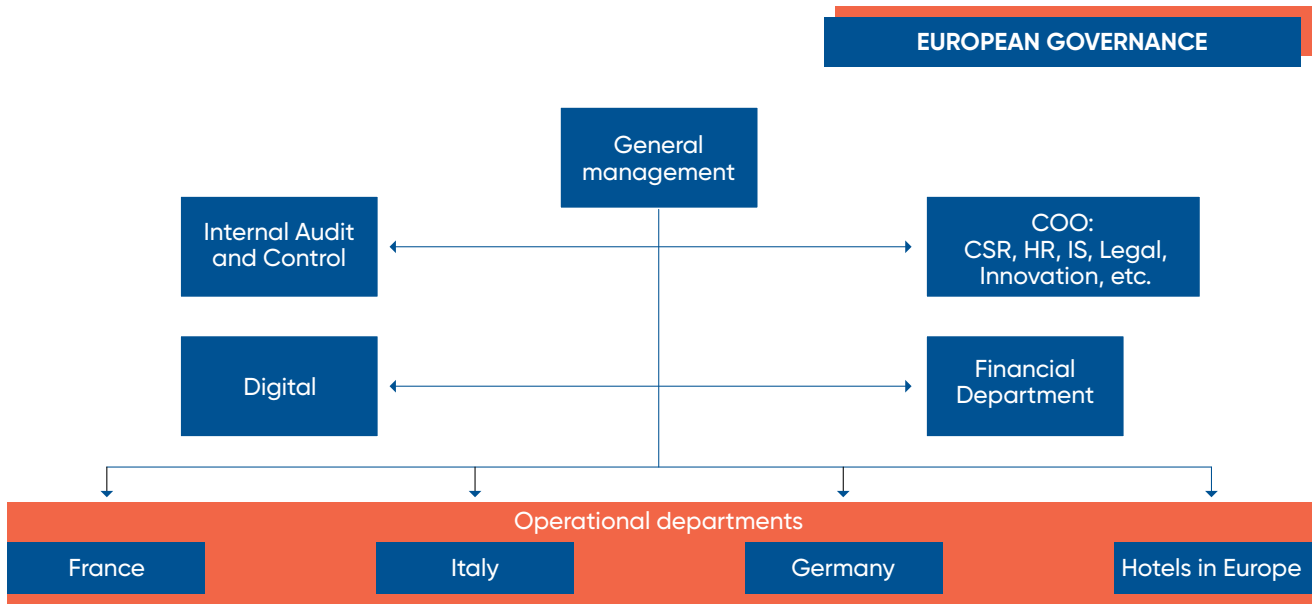 EUROPEAN GOVERNANCE
General
management
Internal Audit
and Control
COO:
CSR, HR, IS, Legal,
Innovation, etc.
Digital
Financial
Department
Operational departments
France
Italy
Germany
Hotels in Europe